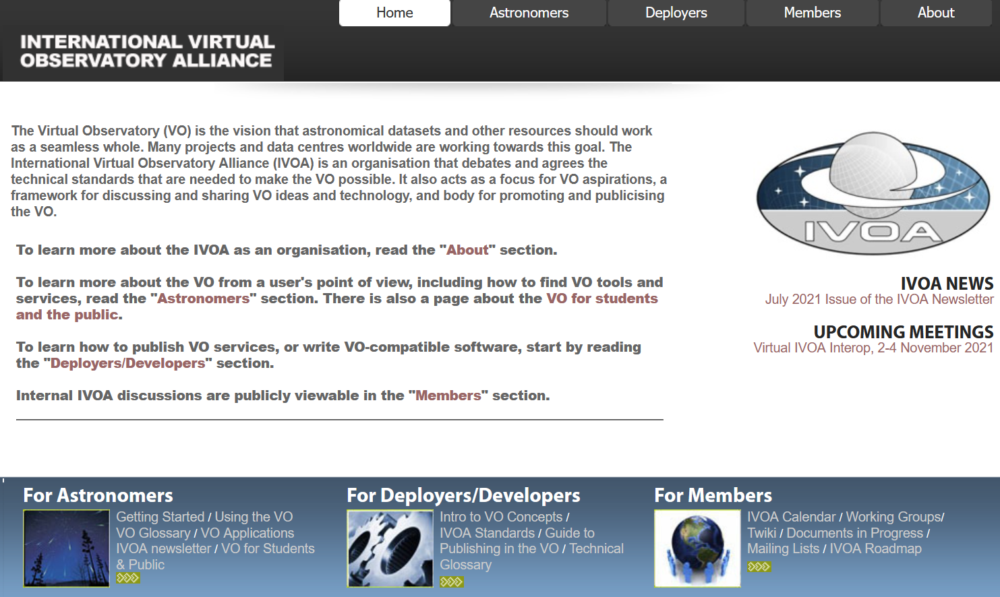 Home
Astronomers
Deployers
Members
About
INTERNATIONAL VIRTUAL
OBSERVATORY ALLIANCE
The Virtual Observatory (VO) is the vision that astronomical datasets and other resources should work
as a seamless whole. Many projects and data centres worldwide are working towards this goal. The
International Virtual Observatory Alliance (IVOA) is an organisation that debates and agrees the
technical standards that are needed to make the VO possible. It also acts as a focus for VO aspirations, a
framework for discussing and sharing VO ideas and technology, and body for promoting and publicising
the VO.
To learn more about the IVOA as an organisation, read the "About" section.
To learn more about the VO from a user's point of view, including how to find VO tools and
services, read the "Astronomers" section. There is also a page about the VO for students
and the public.
To learn how to publish VO services, or write VO-compatible software, start by reading
the "Deployers/Developers" section.
Internal IVOA discussions are publicly viewable in the "Members" section.
IVOA
IVOA NEWS
July 2021 Issue of the IVOA Newsletter
UPCOMING MEETINGS
Virtual IVOA Interop, 2-4 November 2021
For Astronomers
Getting Started / Using the VO
VO Glossary / VO Applications
IVOA newsletter / VO for Students
& Public
For Deployers/Developers
Intro to VO Concepts /
IVOA Standards / Guide to
Publishing in the VO / Technical
Glossary
For Members
IVOA Calendar / Working Groups/
Twiki / Documents in Progress /
Mailing Lists / IVOA Roadmap